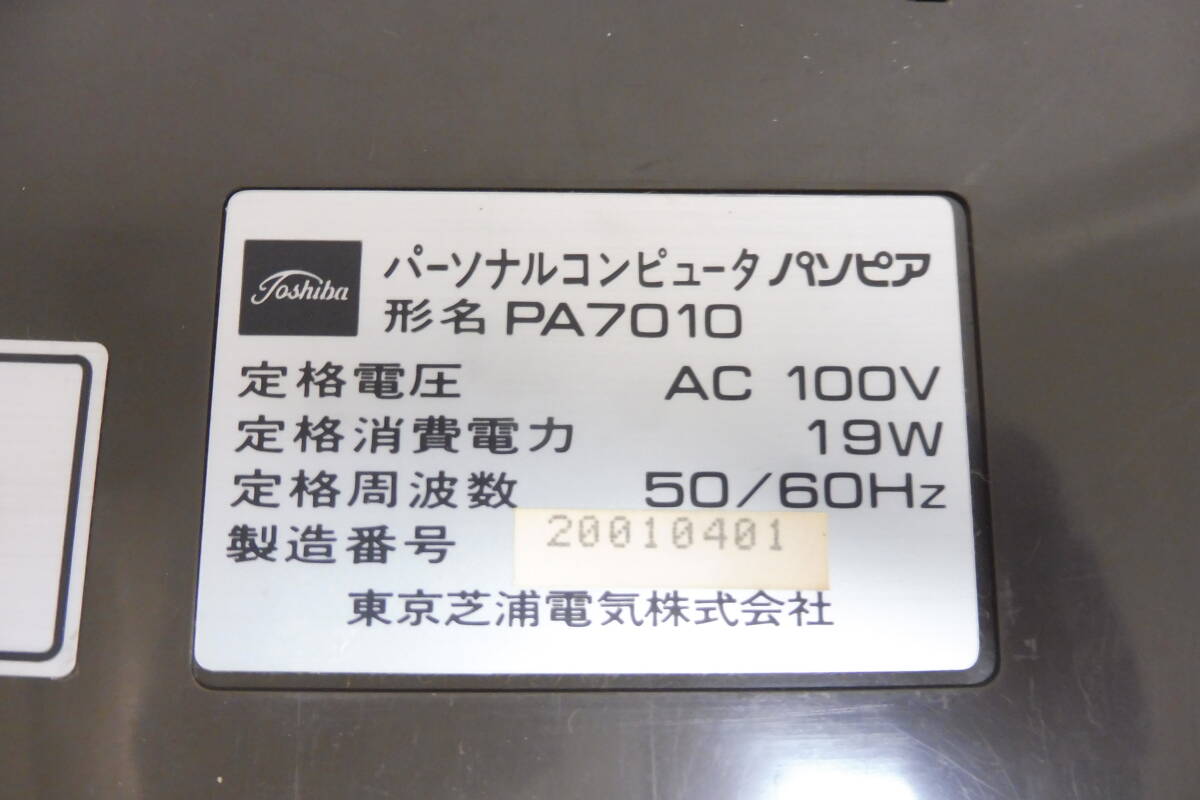 Toshiba
パーソナルコンピュータ パソピア
形名 PA7010
定格電圧 AC 100V
定格消費電力 19W
定格周波数 50/60Hz
製造番号 20010401
東京芝浦電気株式会社